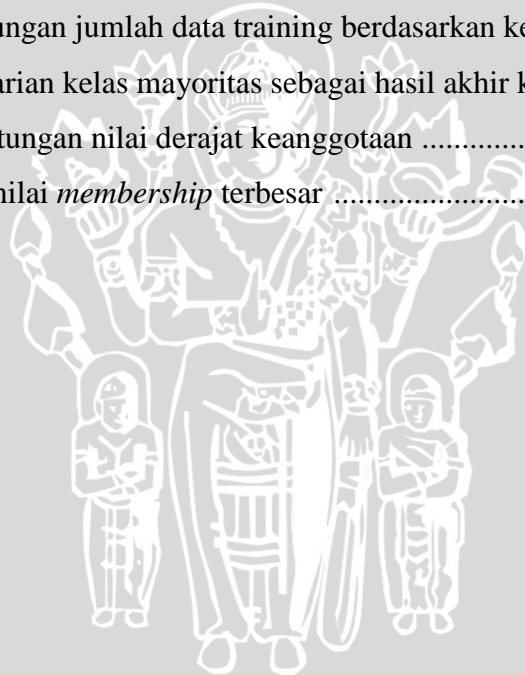 ungan jumlah data training berdasarkan ke
arian kelas mayoritas sebagai hasil akhir k
tungan nilai derajat keanggotaan ..................
nilai membership terbesar ..........................